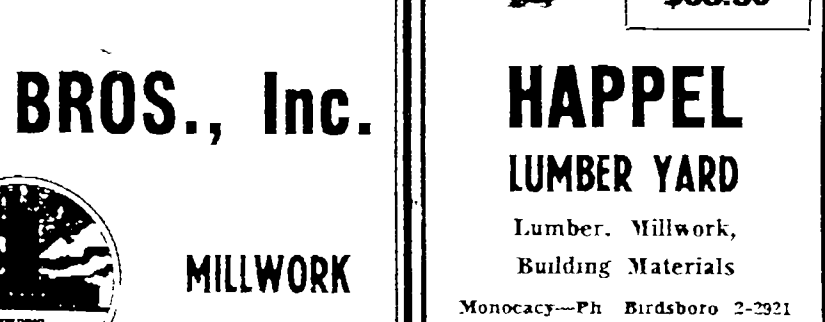 BROS., Inc.
MILLWORK
HAPPEL
LUMBER YARD
Lumber. Millwork,
Building Materials
Monocacy—Ph Birdsboro 2-2921